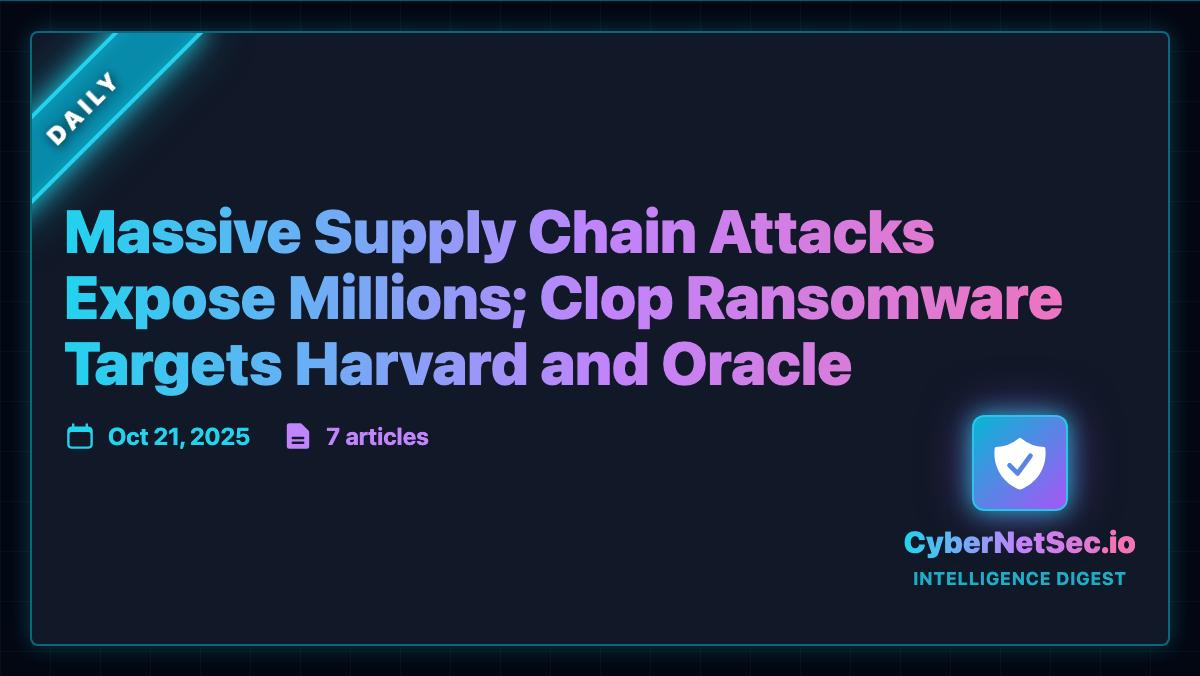 DAILY
Massive Supply Chain Attacks
Expose Millions; Clop Ransomware
Targets Harvard and Oracle
Oct 21, 2025
7 articles
CyberNetSec.io
INTELLIGENCE DIGEST